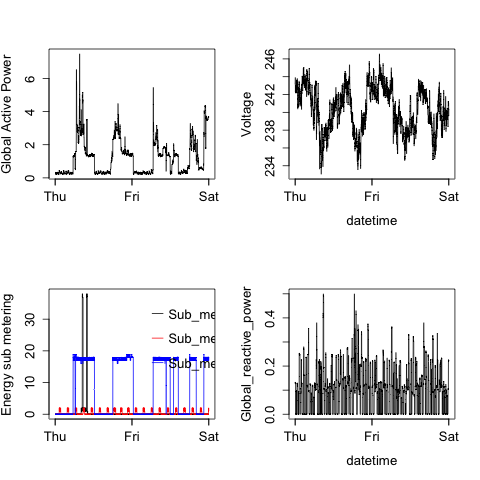 Global Active Power
0 2 4 6
Thu Fri Sat
Voltage
234 238 242 246
Thu Fri Sat
datetime
Energy sub metering
0 10 20 30
Thu Fri Sat
Sub_me
Sub_me
Sub_me
Global_reactive_power
0.0 0.2 0.4
Thu Fri Sat
datetime